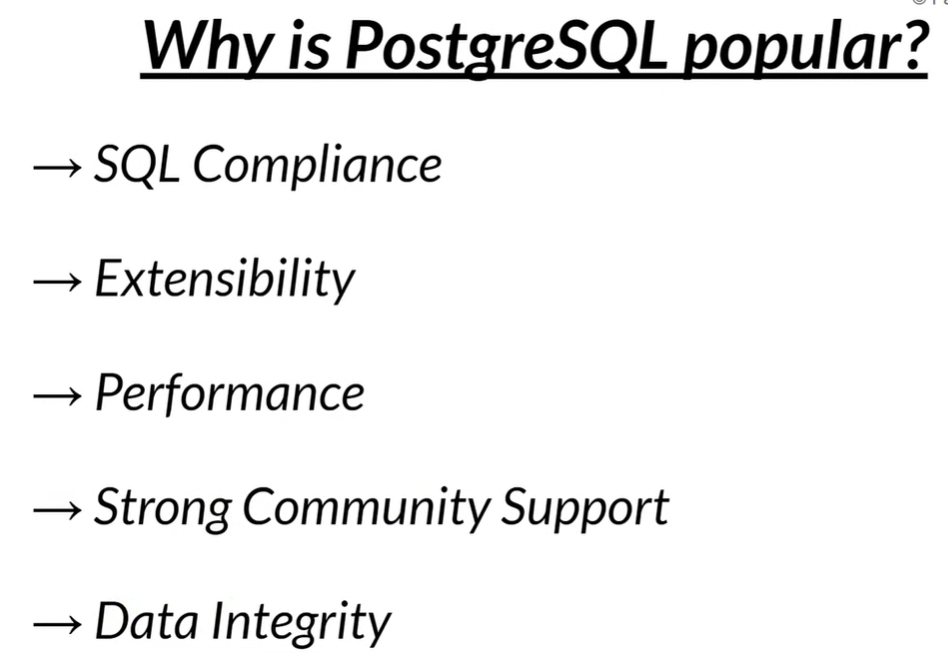 Why is PostgreSQL popular?
→ SQL Compliance
→ Extensibility
→ Performance
→ Strong Community Support
→ Data Integrity